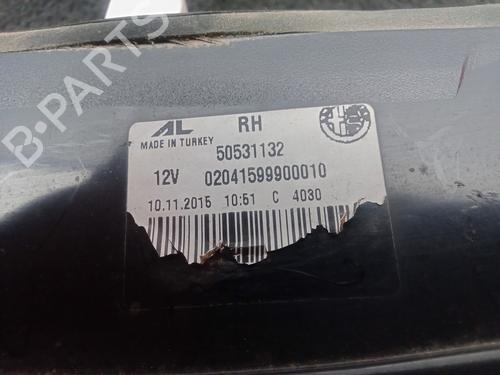 AL RH
MADE IN TURKEY
50531132
12V 02041599900010
10.11.2015 10:51 C 4030
B-Parts